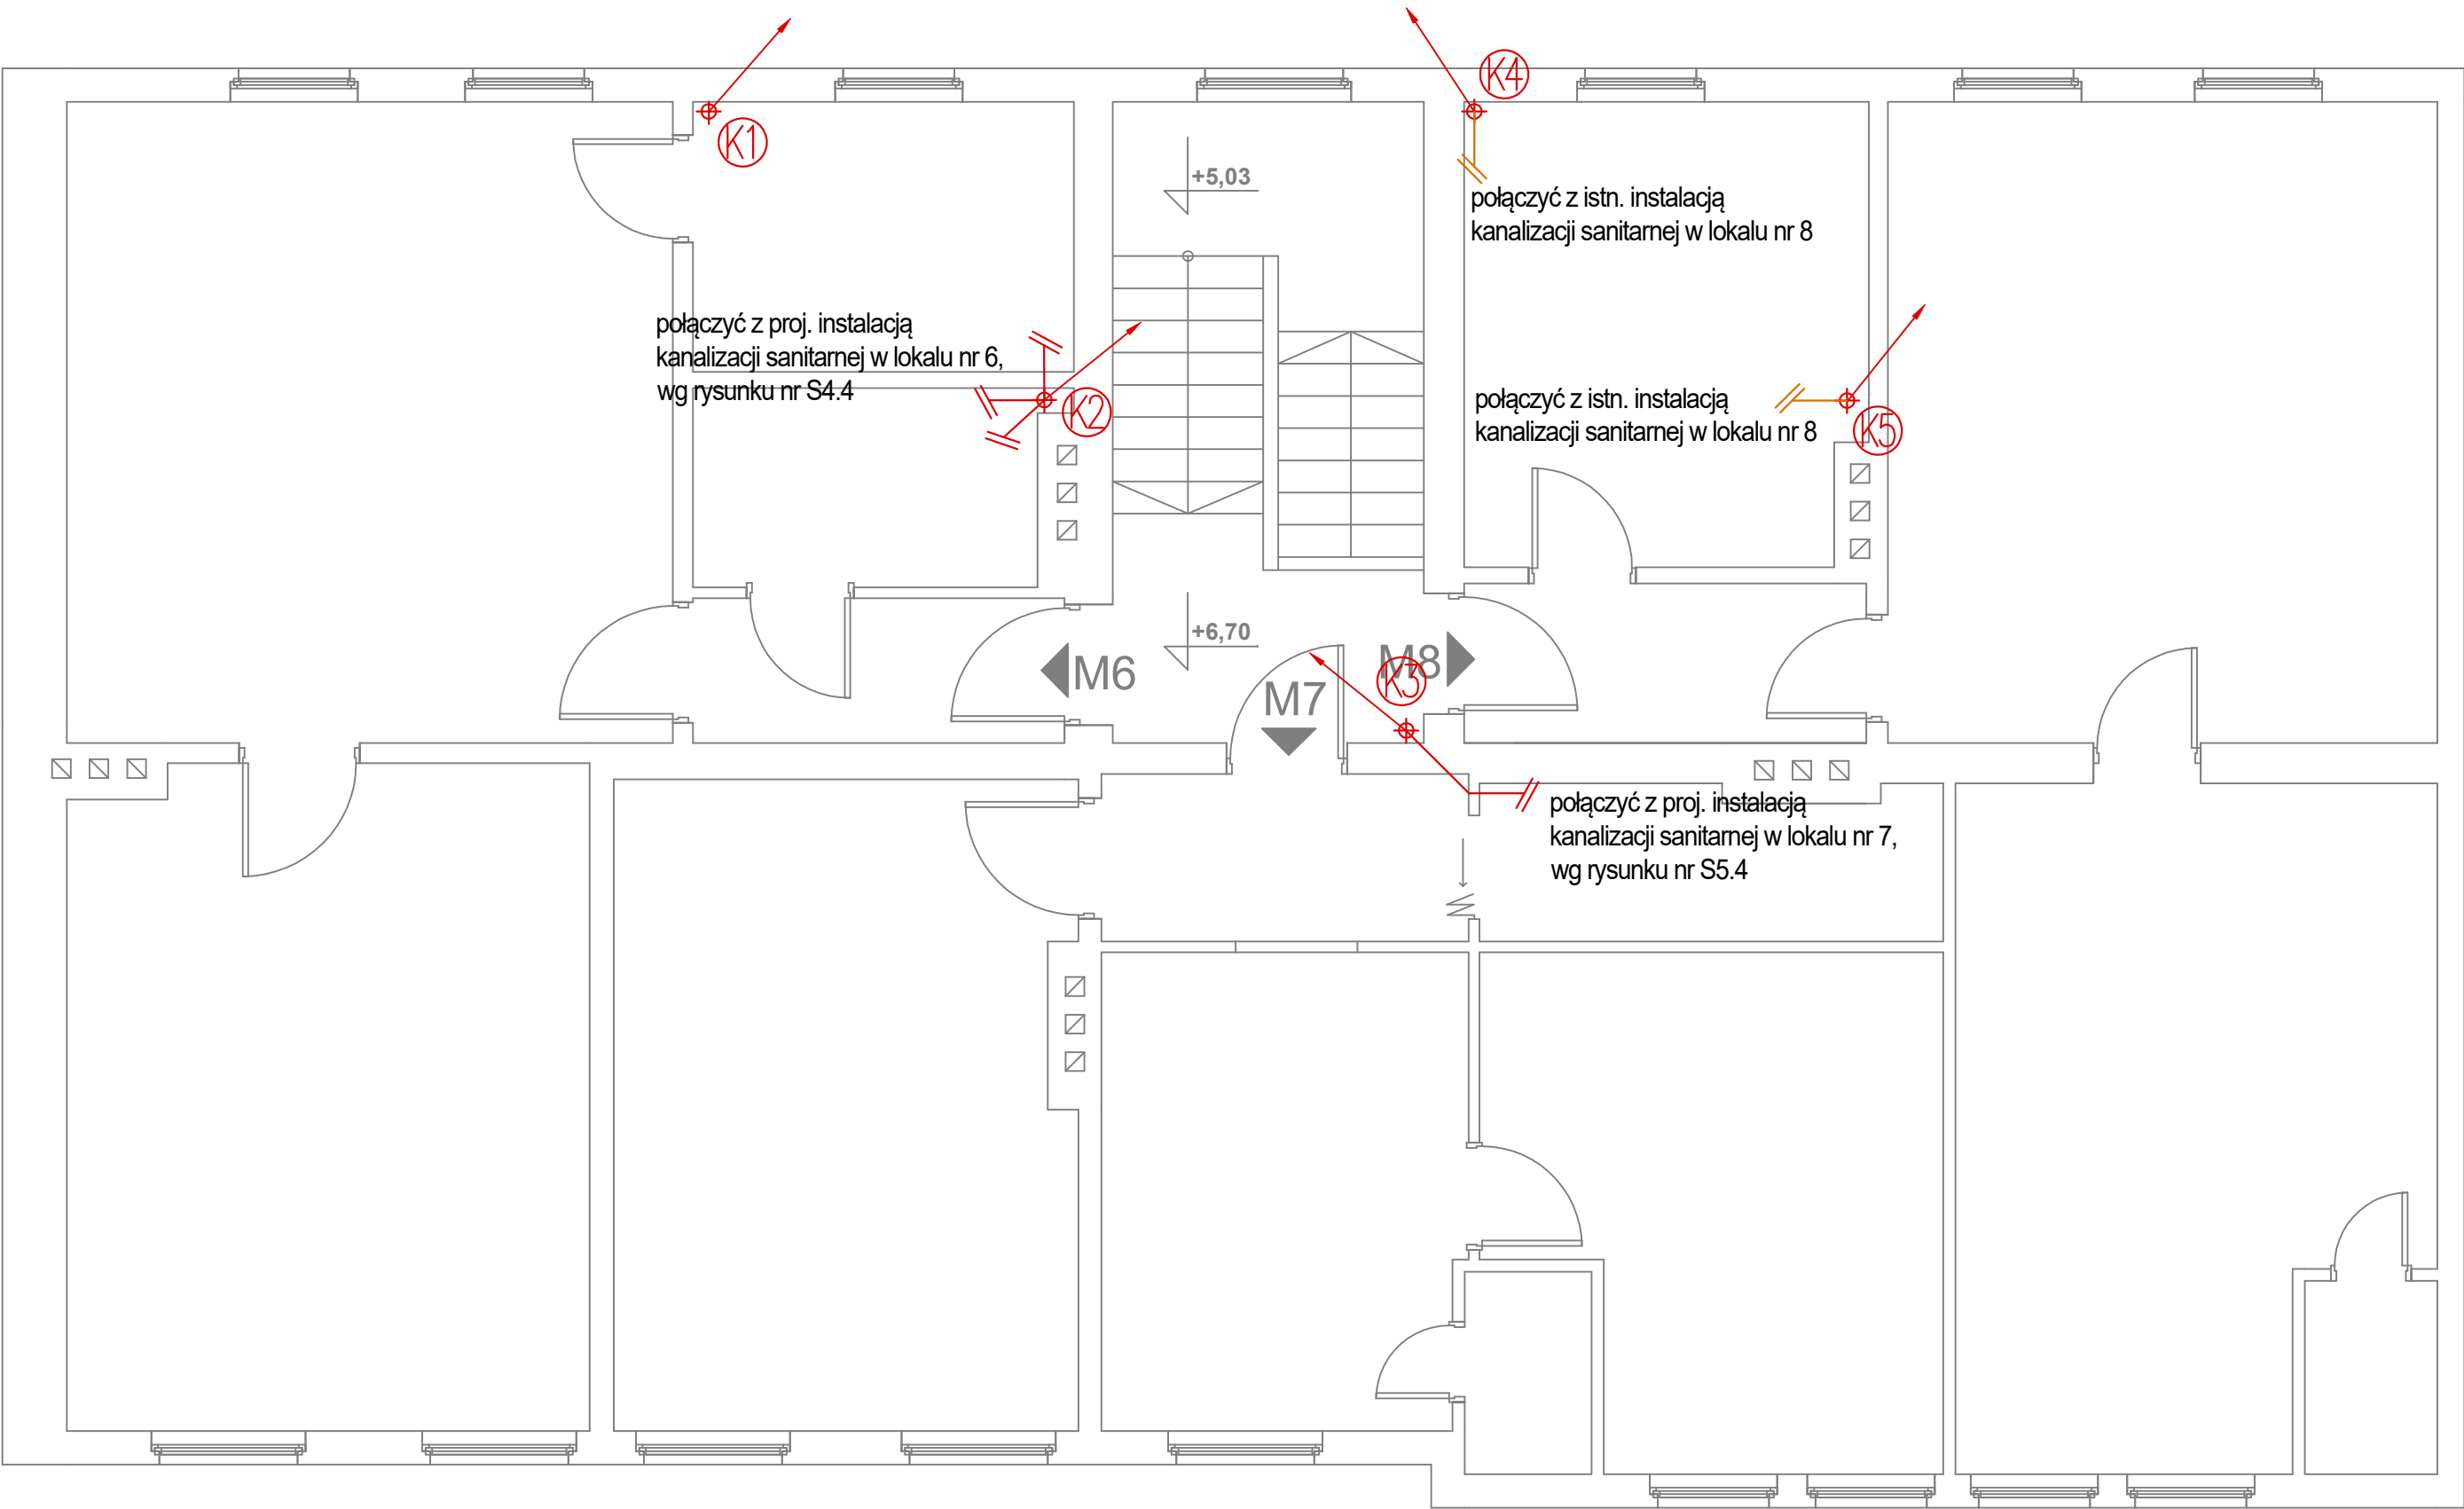 K4
K1
+5,03
połączyć z istn. instalacją
kanalizacji sanitarnej w lokalu nr 8
połączyć z proj. instalacją
kanalizacji sanitarnej w lokalu nr 6,
wg rysunku nr S4.4
K2
połączyć z istn. instalacją
kanalizacji sanitarnej w lokalu nr 8
K5
+6,70
M6
M8
K3
M7
połączyć z proj. instalacją
kanalizacji sanitarnej w lokalu nr 7,
wg rysunku nr S5.4